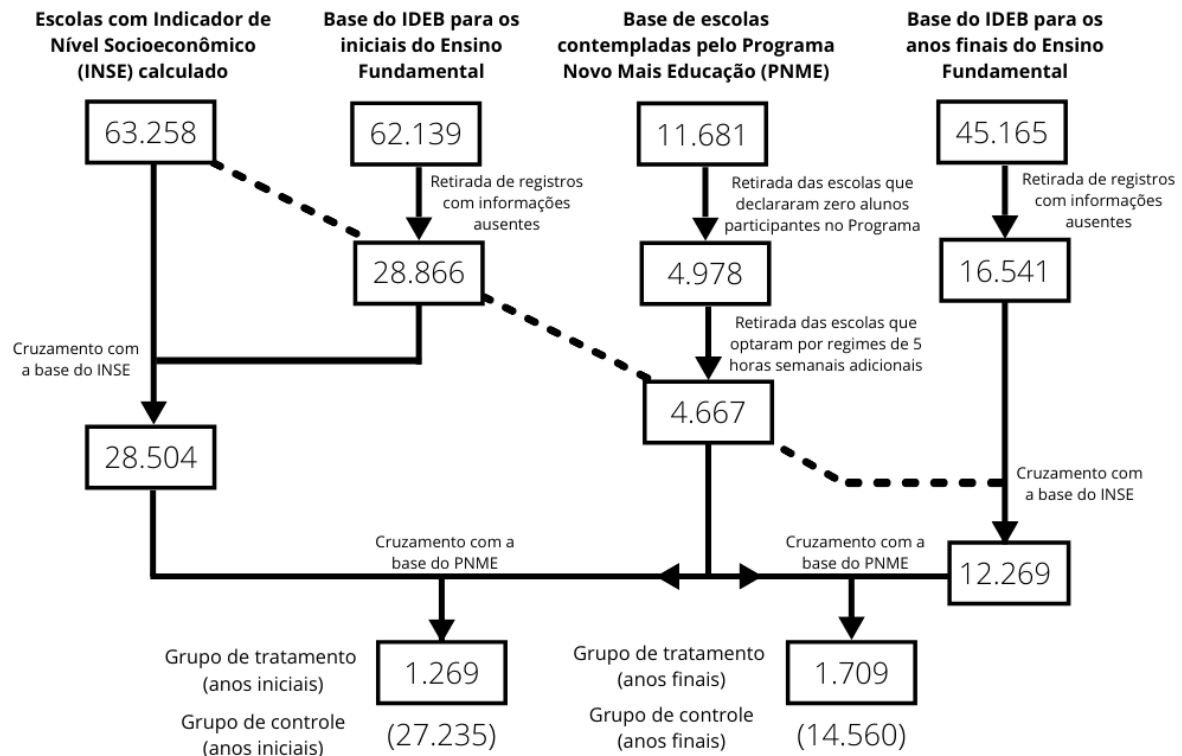 Escolas com Indicador de
Nível Socioeconômico
(INSE) calculado
Base do IDEB para os
iniciais do Ensino
Fundamental
Base de escolas
contempladas pelo Programa
Novo Mais Educação (PNME)
Base do IDEB para os
anos finais do Ensino
Fundamental
63.258
62.139
11.681
45.165
Retirada de registros
com informações
ausentes
Retirada das escolas que
declararam zero alunos
participantes no Programa
Retirada de registros
com informações
ausentes
28.866
4.978
16.541
Retirada das escolas que
optaram por regimes de 5
horas semanais adicionais
Cruzamento com
a base do INSE
4.667
28.504
Cruzamento com
a base do INSE
Cruzamento com a
base do PNME
Cruzamento com a
base do PNME
12.269
Grupo de tratamento
(anos iniciais)
1.269
Grupo de tratamento
(anos finais)
1.709
Grupo de controle
(anos iniciais)
(27.235)
Grupo de controle
(anos finais)
(14.560)